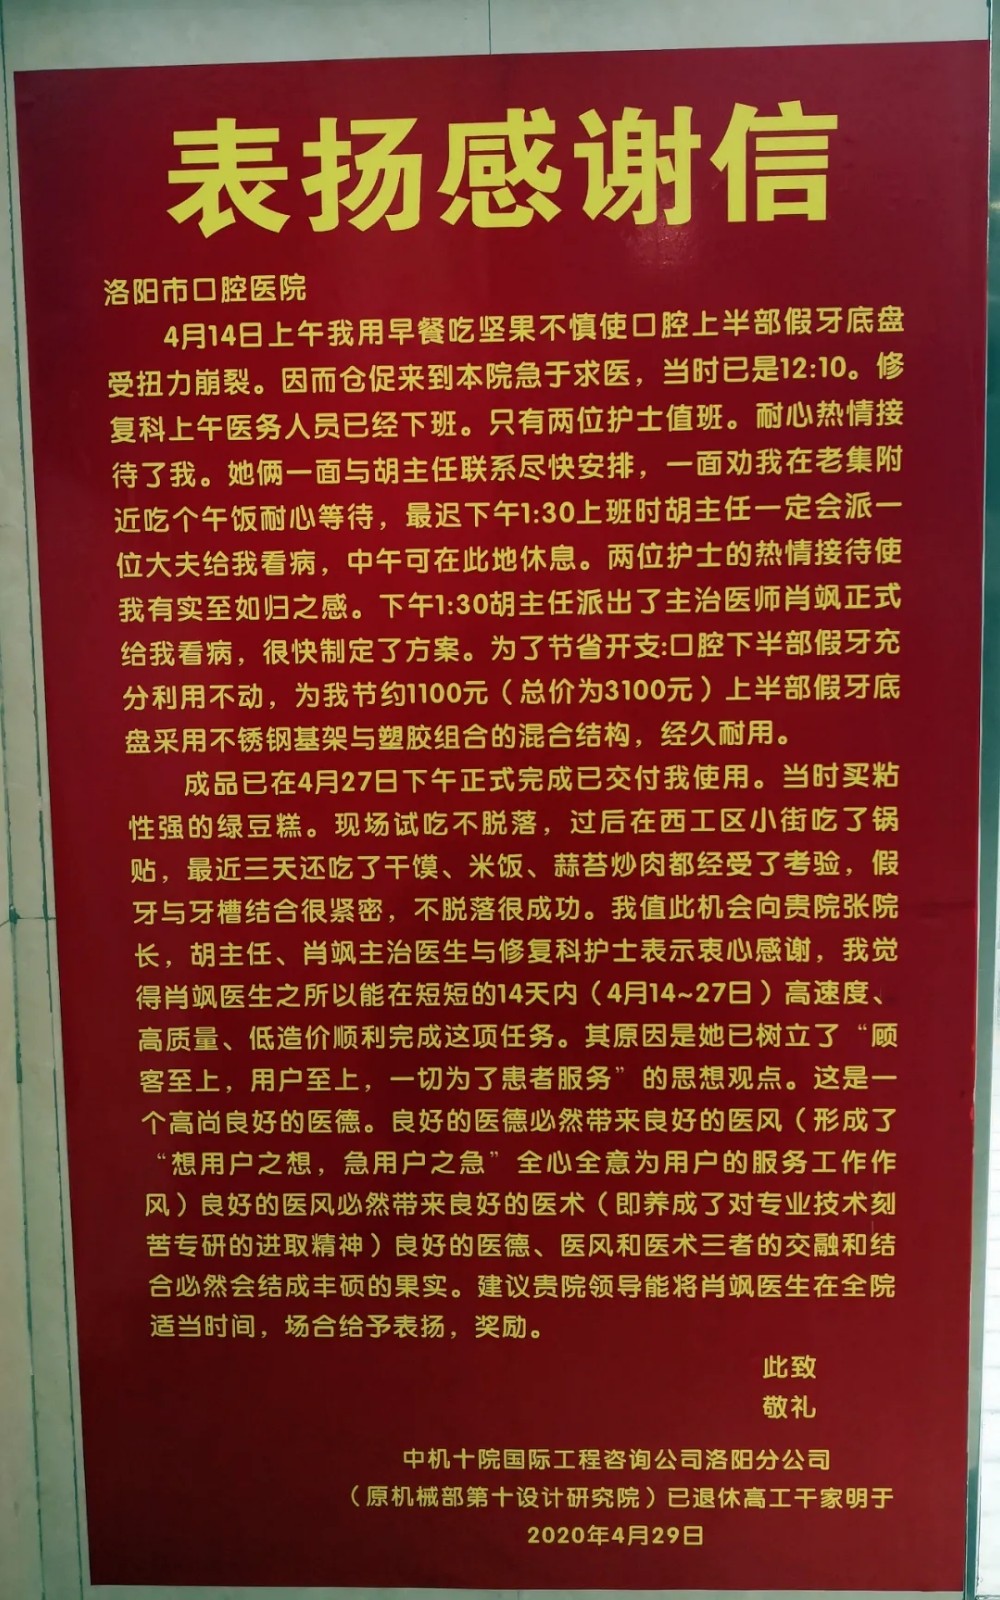 表扬感谢信
洛阳市口腔医院
4月14日上午我用早餐吃坚果不慎使口腔上半部假牙底盘
受扭力崩裂。因而仓促来到本院急于求医，当时已是12:10。修
复科上午医务人员已经下班。只有两位护士值班。耐心热情接
待了我。她俩一面与胡主任联系尽快安排，一面劝我在老集附
近吃个午饭耐心等待，最迟下午1:30上班时胡主任一定会派一
位大夫给我看病，中午可在此地休息。两位护士的热情接待使
我有实至如归之感。下午1:30胡主任派出了主治医师肖飒正式
给我看病，很快制定了方案。为了节省开支:口腔下半部假牙充
分利用不动，为我节约1100元（总价为3100元）上半部假牙底
盘采用不锈钢基架与塑胶组合的混合结构，经久耐用。
成品已在4月27日下午正式完成已交付我使用。当时买粘
性强的绿豆糕。现场试吃不脱落，过后在西工区小街吃了锅
贴，最近三天还吃了干馍、米饭、蒜苔炒肉都经受了考验，假
牙与牙槽结合很紧密，不脱落很成功。我值此机会向贵院张院
长，胡主任、肖飒主治医生与修复科护士表示衷心感谢，我觉
得肖飒医生之所以能在短短的14天内（4月14~27日）高速度、
高质量、低造价顺利完成这项任务。其原因是她已树立了“顾
客至上，用户至上，一切为了患者服务”的思想观点。这是一
个高尚良好的医德。良好的医德必然带来良好的医风（形成了
“想用户之想，急用户之急”全心全意为用户的服务工作作
风）良好的医风必然带来良好的医术（即养成了对专业技术刻
苦专研的进取精神）良好的医德、医风和医术三者的交融和结
合必然会结成丰硕的果实。建议贵院领导能将肖飒医生在全院
适当时间，场合给予表扬，奖励。
此致
敬礼
中机十院国际工程咨询公司洛阳分公司
（原机械部第十设计研究院）已退休高工干家明于
2020年4月29日